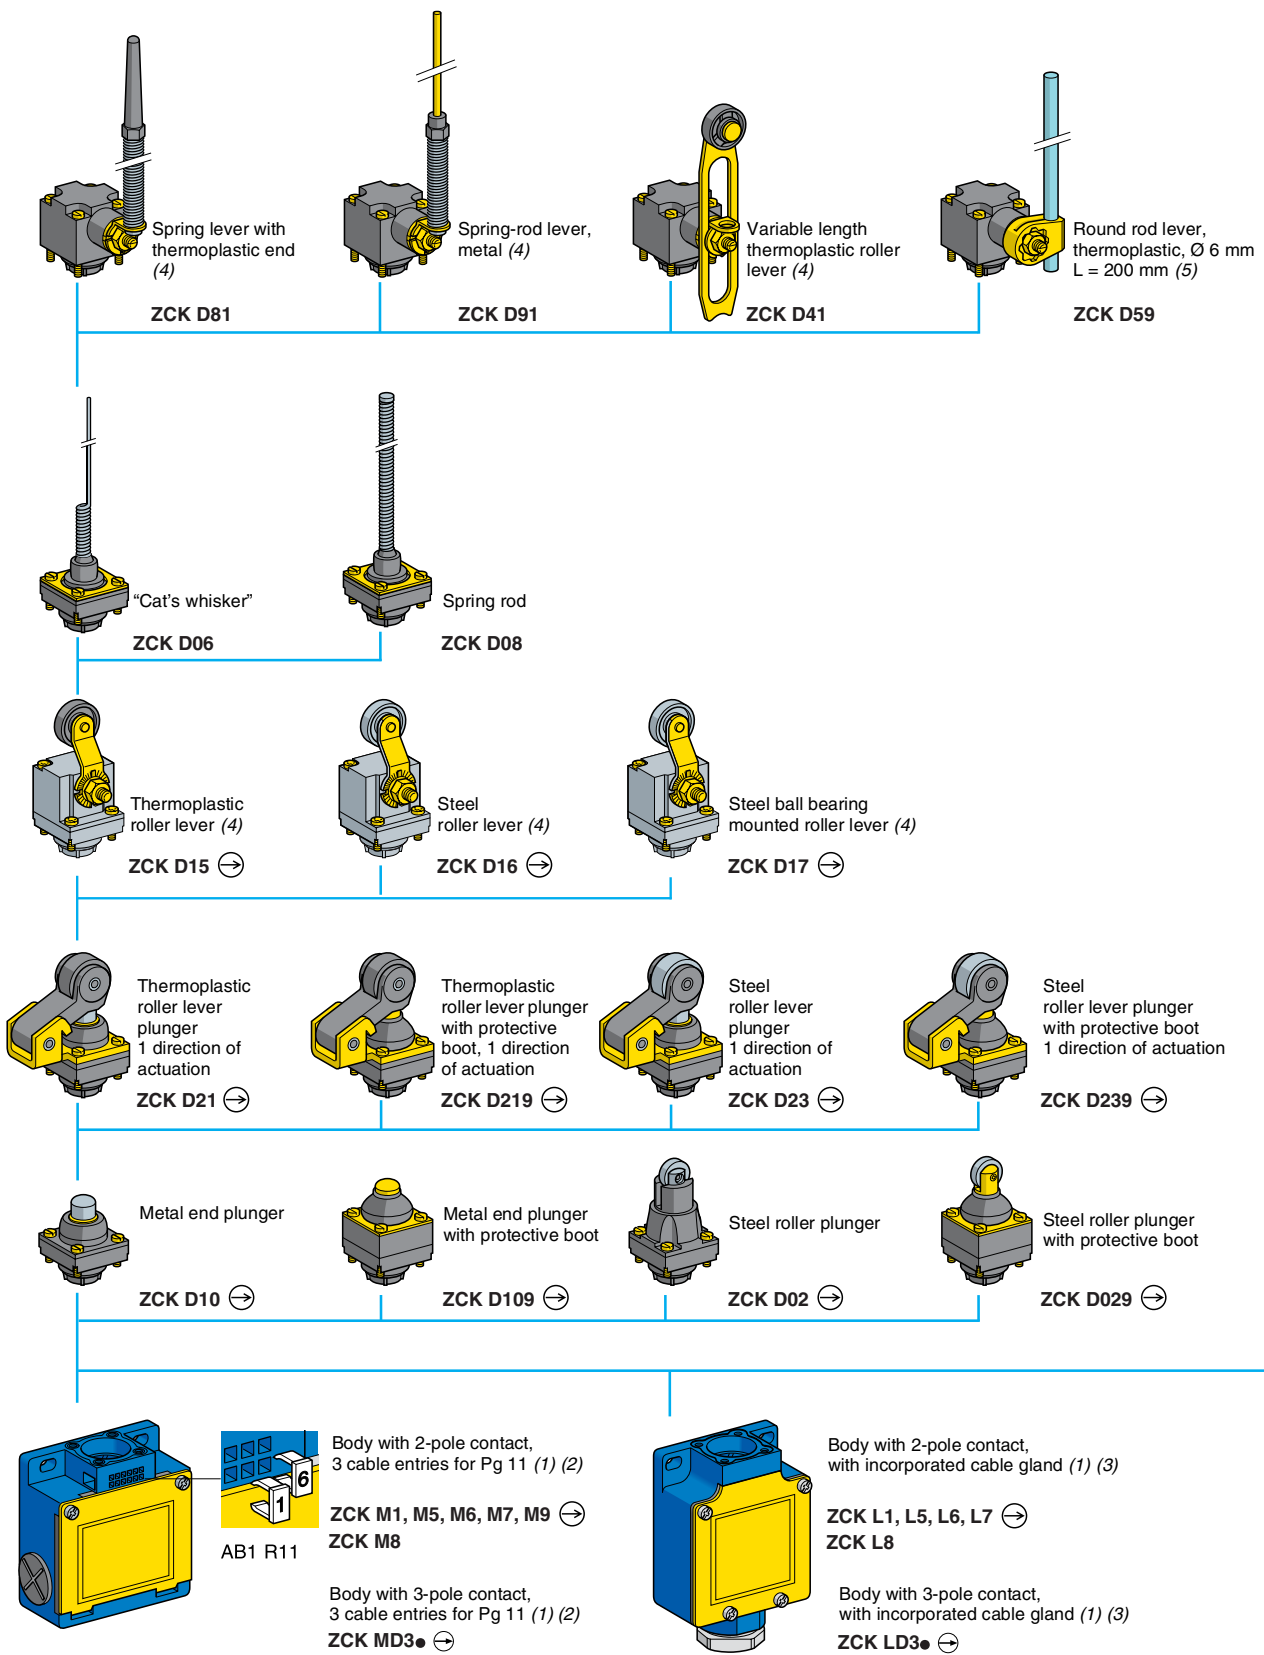 Spring lever with
thermoplastic end
(4)
ZCK D81
Spring-rod lever,
metal (4)
ZCK D91
Variable length
thermoplastic roller
lever (4)
ZCK D41
Round rod lever,
thermoplastic, Ø 6 mm
L = 200 mm (5)
ZCK D59
“Cat's whisker”
ZCK D06
Spring rod
ZCK D08
Thermoplastic
roller lever (4)
ZCK D15
Steel
roller lever (4)
ZCK D16
Steel ball bearing
mounted roller lever (4)
ZCK D17
Thermoplastic
roller lever
plunger
1 direction of
actuation
ZCK D21
Thermoplastic
roller lever plunger
with protective
boot, 1 direction
of actuation
ZCK D219
Steel
roller lever
plunger
1 direction of
actuation
ZCK D23
Steel
roller lever plunger
with protective boot
1 direction of actuation
ZCK D239
Metal end plunger
ZCK D10
Metal end plunger
with protective boot
ZCK D109
Steel roller plunger
ZCK D02
Steel roller plunger
with protective boot
ZCK D029
6
1
AB1 R11
Body with 2-pole contact,
3 cable entries for Pg 11 (1) (2)
ZCK M1, M5, M6, M7, M9
ZCK M8
Body with 3-pole contact,
3 cable entries for Pg 11 (1) (2)
ZCK MD3●
Body with 2-pole contact,
with incorporated cable gland (1) (3)
ZCK L1, L5, L6, L7
ZCK L8
Body with 3-pole contact,
with incorporated cable gland (1) (3)
ZCK LD3●